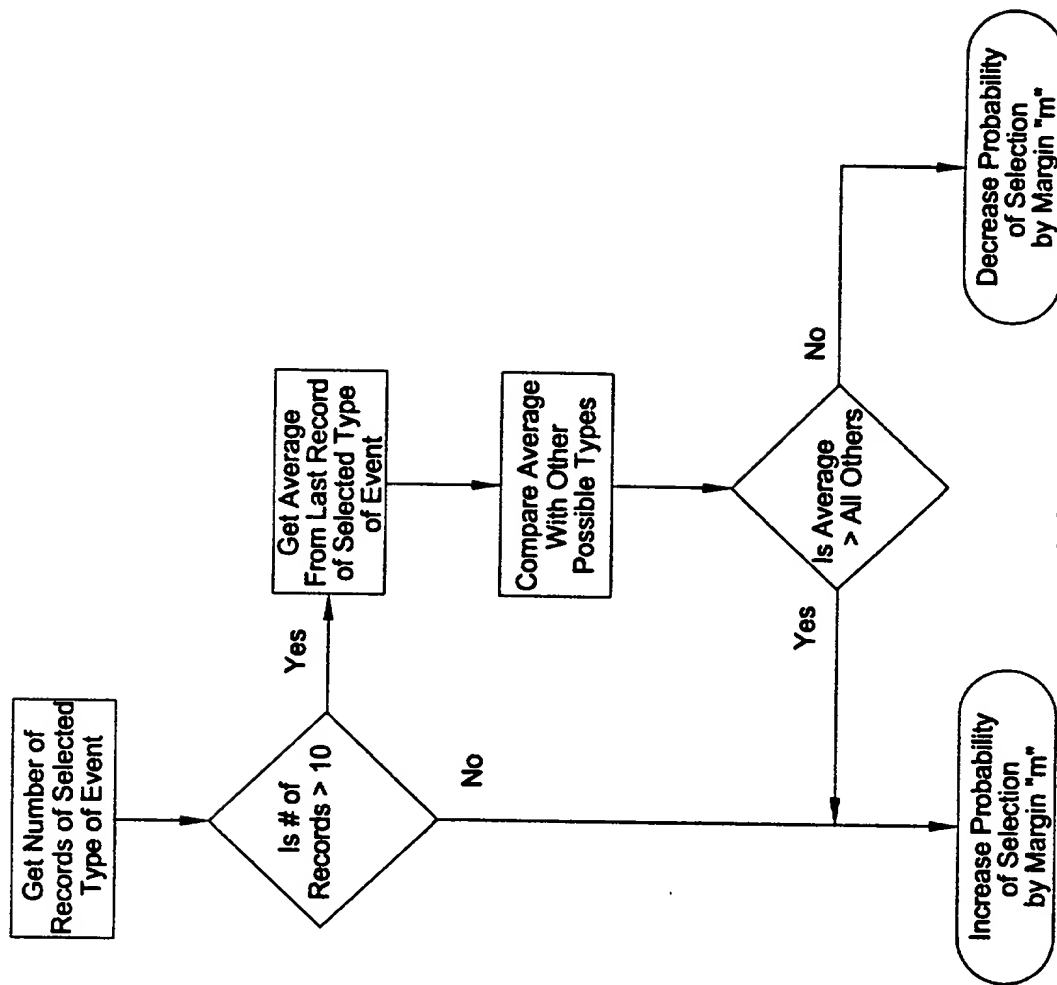 Get Number of
Records of Selected
Type of Event
Is # of
Records > 10
Yes
No
Get Average
From Last Record
of Selected Type
of Event
Compare Average
With Other
Possible Types
Is Average
> All Others
Yes
No
Increase Probability
of Selection
by Margin "m"
Decrease Probability
of Selection
by Margin "m"